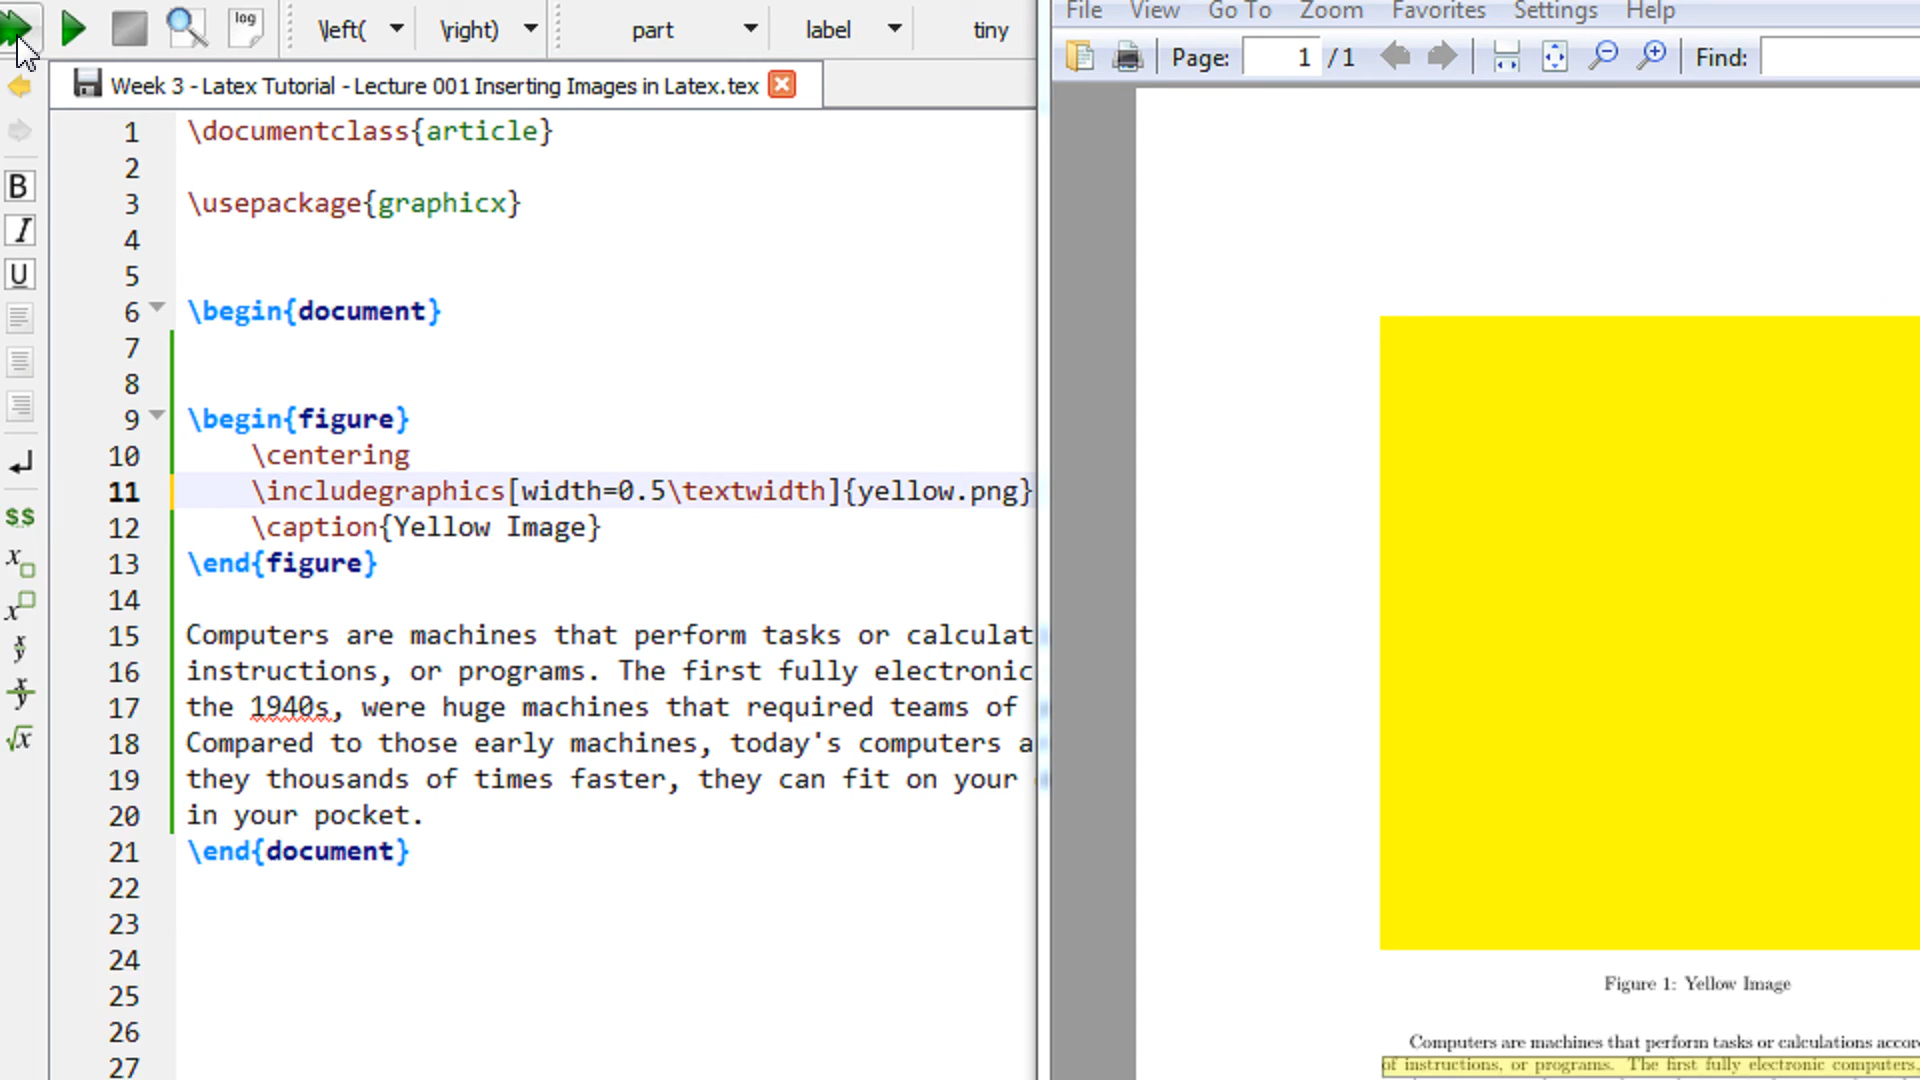 log
\left(
\right)
part
label
tiny
Week 3 - Latex Tutorial - Lecture 001 Inserting Images in Latex.tex
B
I
U
$$
x
x
x
y
x
y
√x
1 \documentclass{article}
2
3 \usepackage{graphicx}
4
5
6 \begin{document}
7
8
9 \begin{figure}
10 \centering
11 \includegraphics[width=0.5\textwidth]{yellow.png}
12 \caption{Yellow Image}
13 \end{figure}
14
15 Computers are machines that perform tasks or calculat
16 instructions, or programs. The first fully electronic
17 the 1940s, were huge machines that required teams of
18 Compared to those early machines, today's computers a
19 they thousands of times faster, they can fit on your
20 in your pocket.
21 \end{document}
22
23
24
25
26
27
File View Go To Zoom Favorites Settings Help
Page: 1 / 1 Find:
Figure 1: Yellow Image
Computers are machines that perform tasks or calculations accor
of instructions, or programs. The first fully electronic computers,